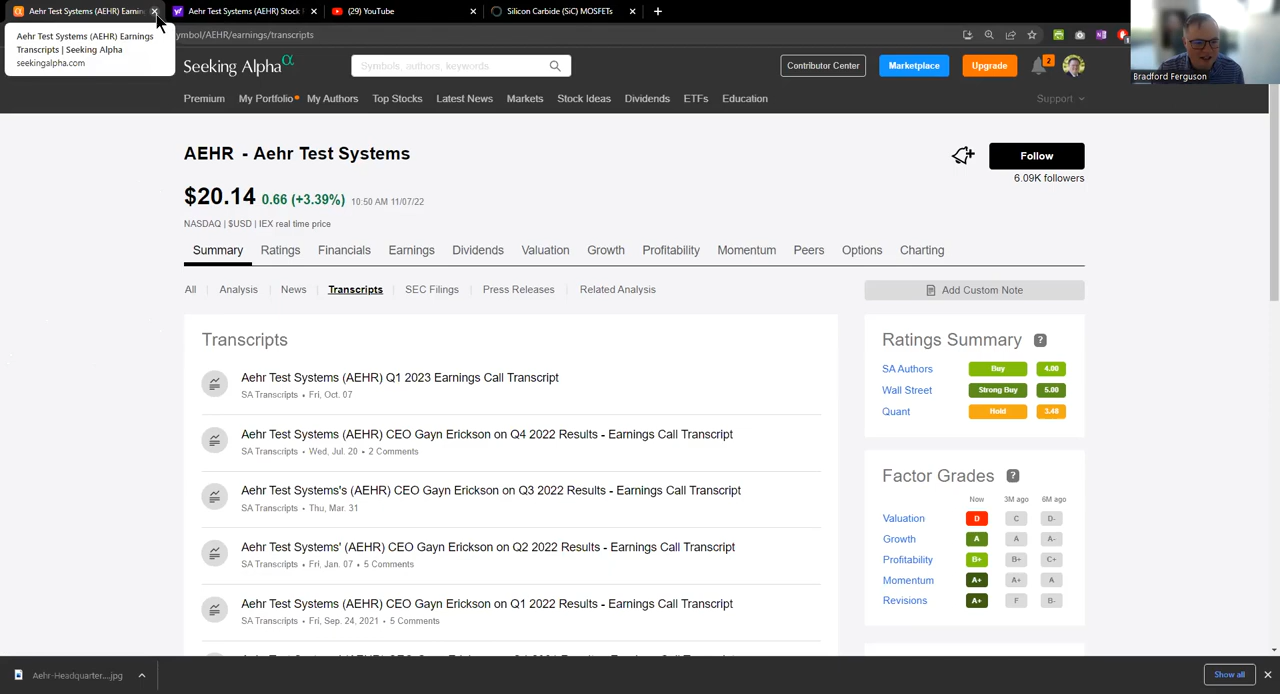 Aehr Test Systems (AEHR) Earnin
Aehr Test Systems (AEHR) Stock
(29) YouTube
Silicon Carbide (SiC) MOSFETs
Aehr Test Systems (AEHR) Earnings
Transcripts | Seeking Alpha
seekingalpha.com
ymbol/AEHR/earnings/transcripts
Bradford Ferguson
Seeking Alpha α
Symbols, authors, keywords
Contributor Center
Marketplace
Upgrade
2
Premium
My Portfolio
My Authors
Top Stocks
Latest News
Markets
Stock Ideas
Dividends
ETFs
Education
Support
AEHR - Aehr Test Systems
Follow
6.09K followers
$20.14 0.66 (+3.39%) 10:50 AM 11/07/22
NASDAQ | $USD | IEX real time price
Summary
Ratings
Financials
Earnings
Dividends
Valuation
Growth
Profitability
Momentum
Peers
Options
Charting
All
Analysis
News
Transcripts
SEC Filings
Press Releases
Related Analysis
Add Custom Note
Transcripts
Aehr Test Systems (AEHR) Q1 2023 Earnings Call Transcript
SA Transcripts • Fri, Oct. 07
Aehr Test Systems (AEHR) CEO Gayn Erickson on Q4 2022 Results - Earnings Call Transcript
SA Transcripts • Wed, Jul. 20 • 2 Comments
Aehr Test Systems's (AEHR) CEO Gayn Erickson on Q3 2022 Results - Earnings Call Transcript
SA Transcripts • Thu, Mar. 31
Aehr Test Systems' (AEHR) CEO Gayn Erickson on Q2 2022 Results - Earnings Call Transcript
SA Transcripts • Fri, Jan. 07 • 5 Comments
Aehr Test Systems (AEHR) CEO Gayn Erickson on Q1 2022 Results - Earnings Call Transcript
SA Transcripts • Fri, Sep. 24, 2021 • 5 Comments
Ratings Summary ?
SA Authors Buy 4.00
Wall Street Strong Buy 5.00
Quant Hold 3.48
Factor Grades ?
Now 3M ago 6M ago
Valuation D C D-
Growth A A A-
Profitability B+ B+ C+
Momentum A+ A+ A
Revisions A+ F B-
Aehr-Headquarter....jpg
Show all